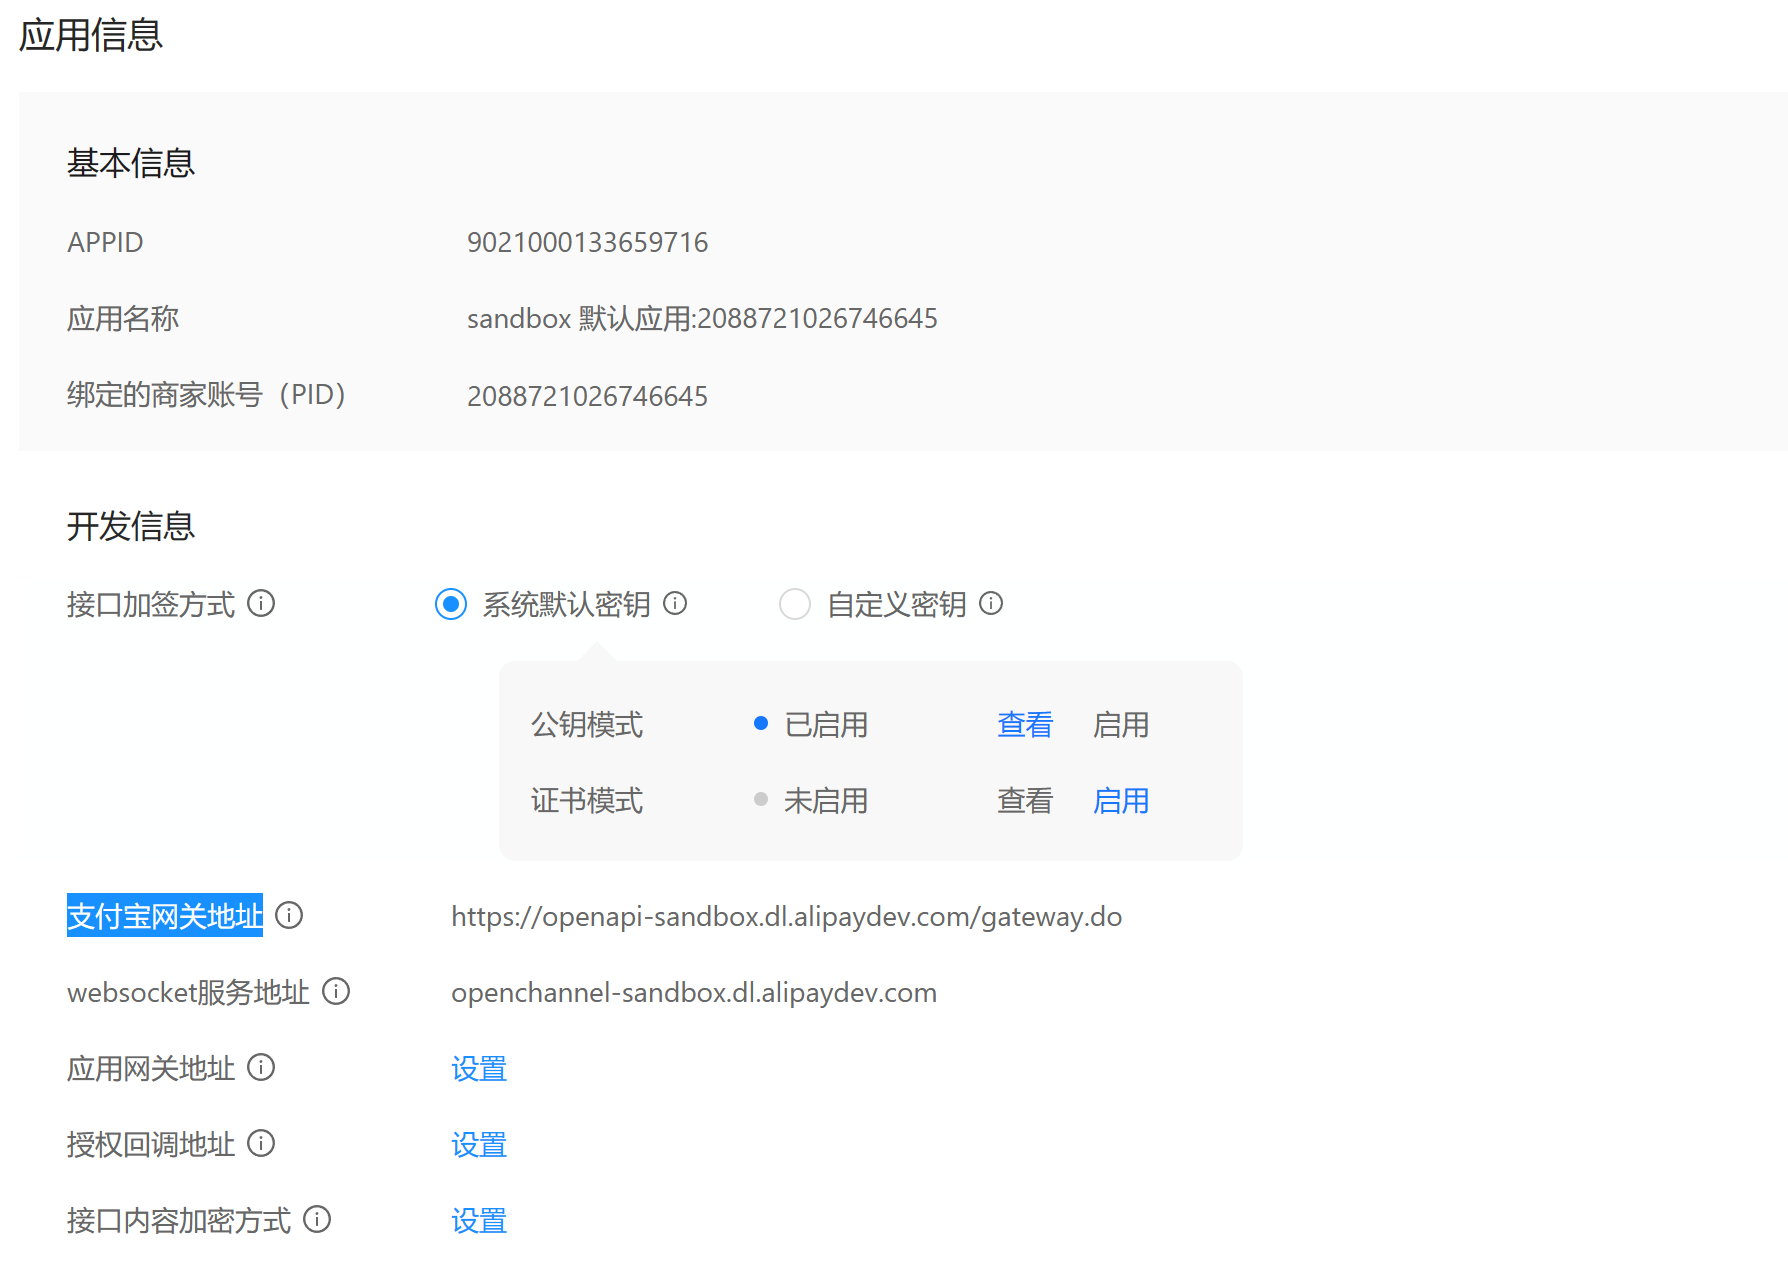 应用信息
基本信息
APPID 9021000133659716
应用名称 sandbox 默认应用:2088721026746645
绑定的商家账号（PID） 2088721026746645
开发信息
接口加签方式 系统默认密钥 自定义密钥
公钥模式 已启用 查看 启用
证书模式 未启用 查看 启用
支付宝网关地址 https://openapi-sandbox.dl.alipaydev.com/gateway.do
websocket服务地址 openchannel-sandbox.dl.alipaydev.com
应用网关地址 设置
授权回调地址 设置
接口内容加密方式 设置